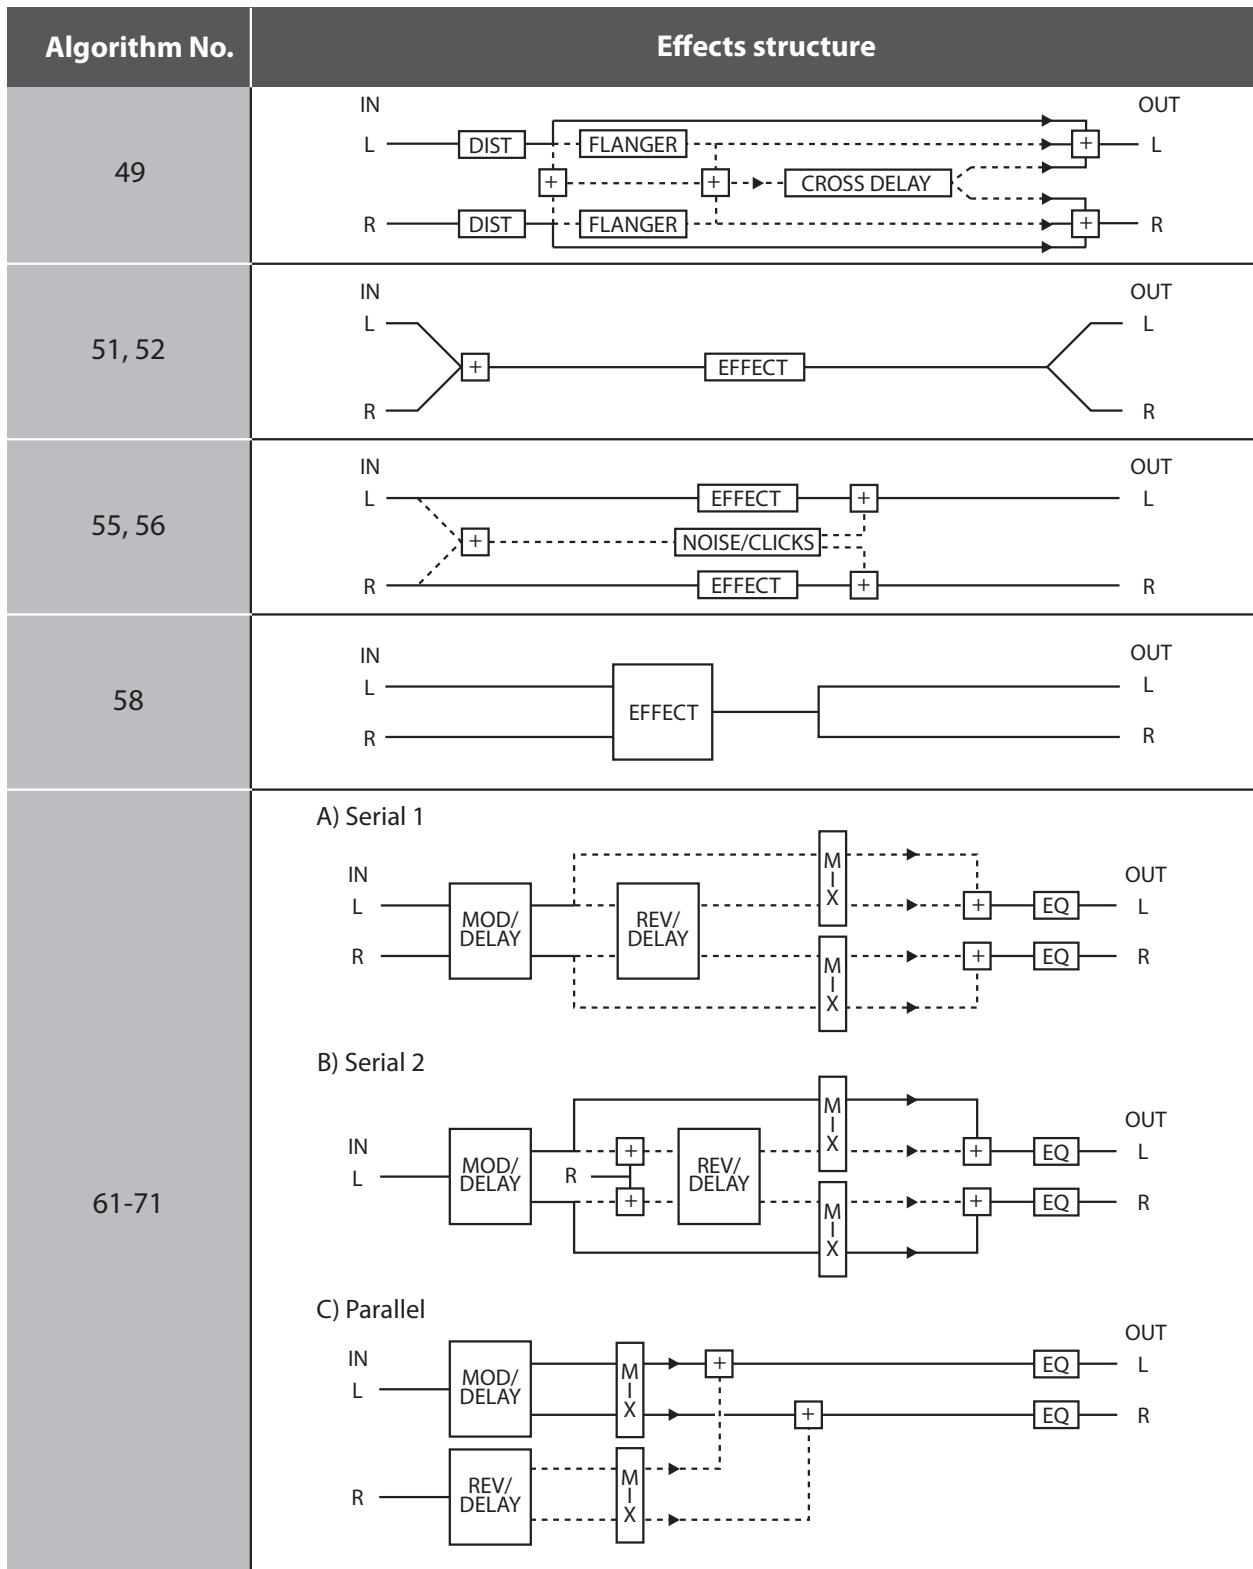 Algorithm No. Effects structure
49
IN OUT
L DIST FLANGER + L
+ + CROSS DELAY
R DIST FLANGER + R
51, 52
IN OUT
L L
+ EFFECT
R R
55, 56
IN OUT
L EFFECT + L
+ NOISE/CLICKS
R EFFECT + R
58
IN OUT
L L
EFFECT
R R
61-71
A) Serial 1
IN OUT
L MOD/DELAY REV/DELAY MIX + EQ L
R MIX + EQ R
B) Serial 2
IN OUT
L MOD/DELAY + REV/DELAY MIX + EQ L
R + MIX + EQ R
C) Parallel
IN OUT
L MOD/DELAY MIX + EQ L
+ EQ R
R REV/DELAY MIX